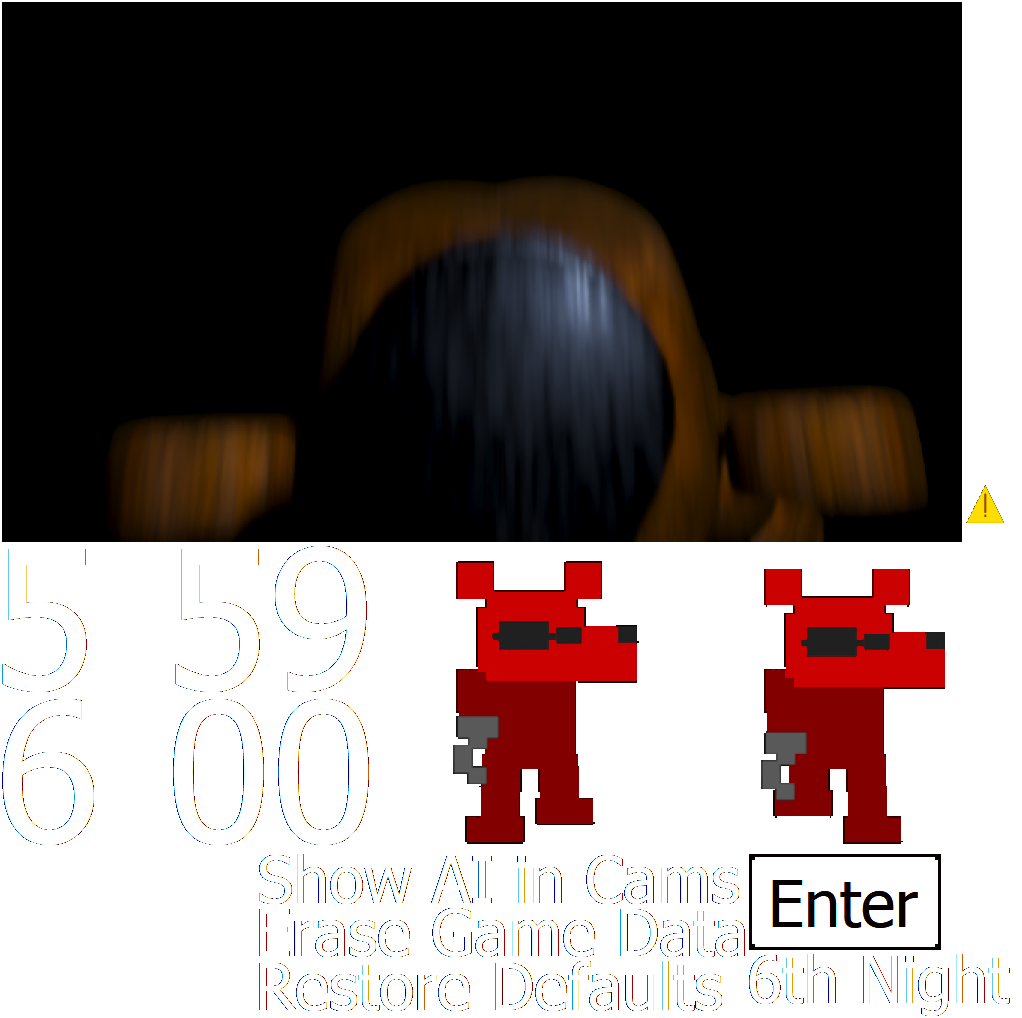 5 59
6 00
Show AI in Cams
Enter
Erase Game Data
Restore Defaults
6th Night